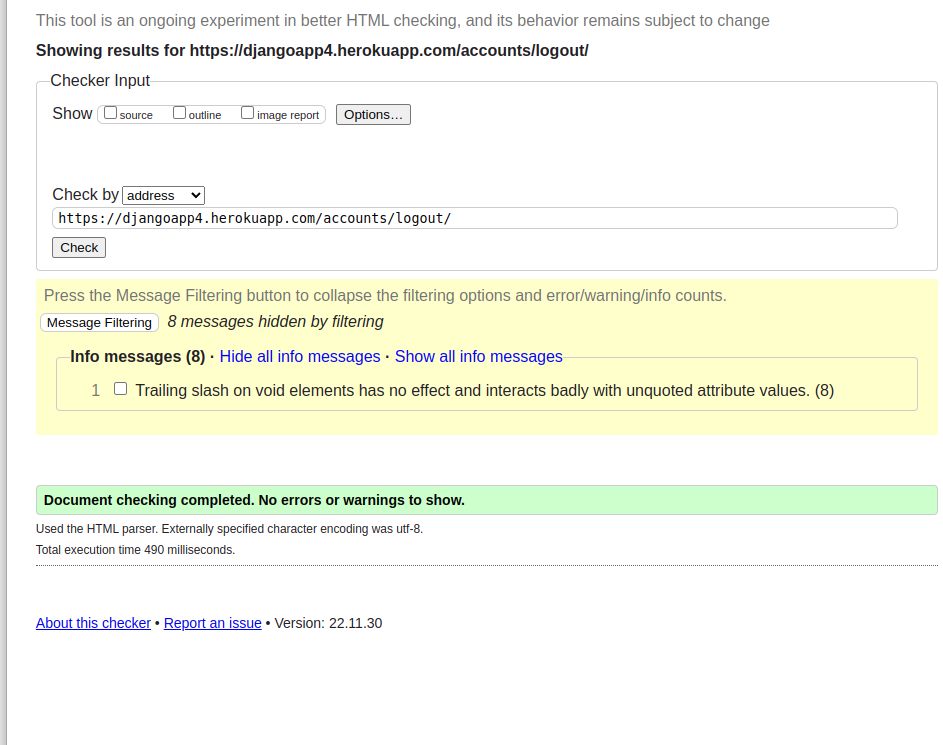 This tool is an ongoing experiment in better HTML checking, and its behavior remains subject to change
Showing results for https://djangoapp4.herokuapp.com/accounts/logout/
Checker Input
Show source outline image report Options…
Check by address
https://djangoapp4.herokuapp.com/accounts/logout/
Check
Press the Message Filtering button to collapse the filtering options and error/warning/info counts.
Message Filtering 8 messages hidden by filtering
Info messages (8) · Hide all info messages · Show all info messages
1 Trailing slash on void elements has no effect and interacts badly with unquoted attribute values. (8)
Document checking completed. No errors or warnings to show.
Used the HTML parser. Externally specified character encoding was utf-8.
Total execution time 490 milliseconds.
About this checker • Report an issue • Version: 22.11.30